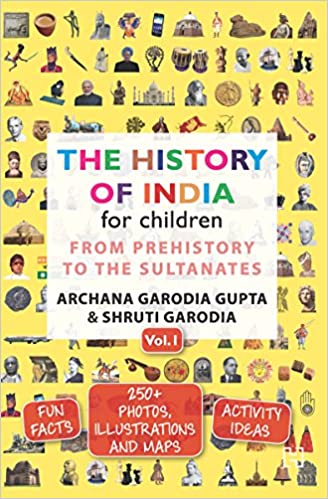 THE HISTORY
OF INDIA
for children
FROM PREHISTORY
TO THE SULTANATES
ARCHANA GARODIA GUPTA
& SHRUTI GARODIA
Vol. I
FUN
FACTS
250+
PHOTOS,
ILLUSTRATIONS
AND MAPS
ACTIVITY
IDEAS